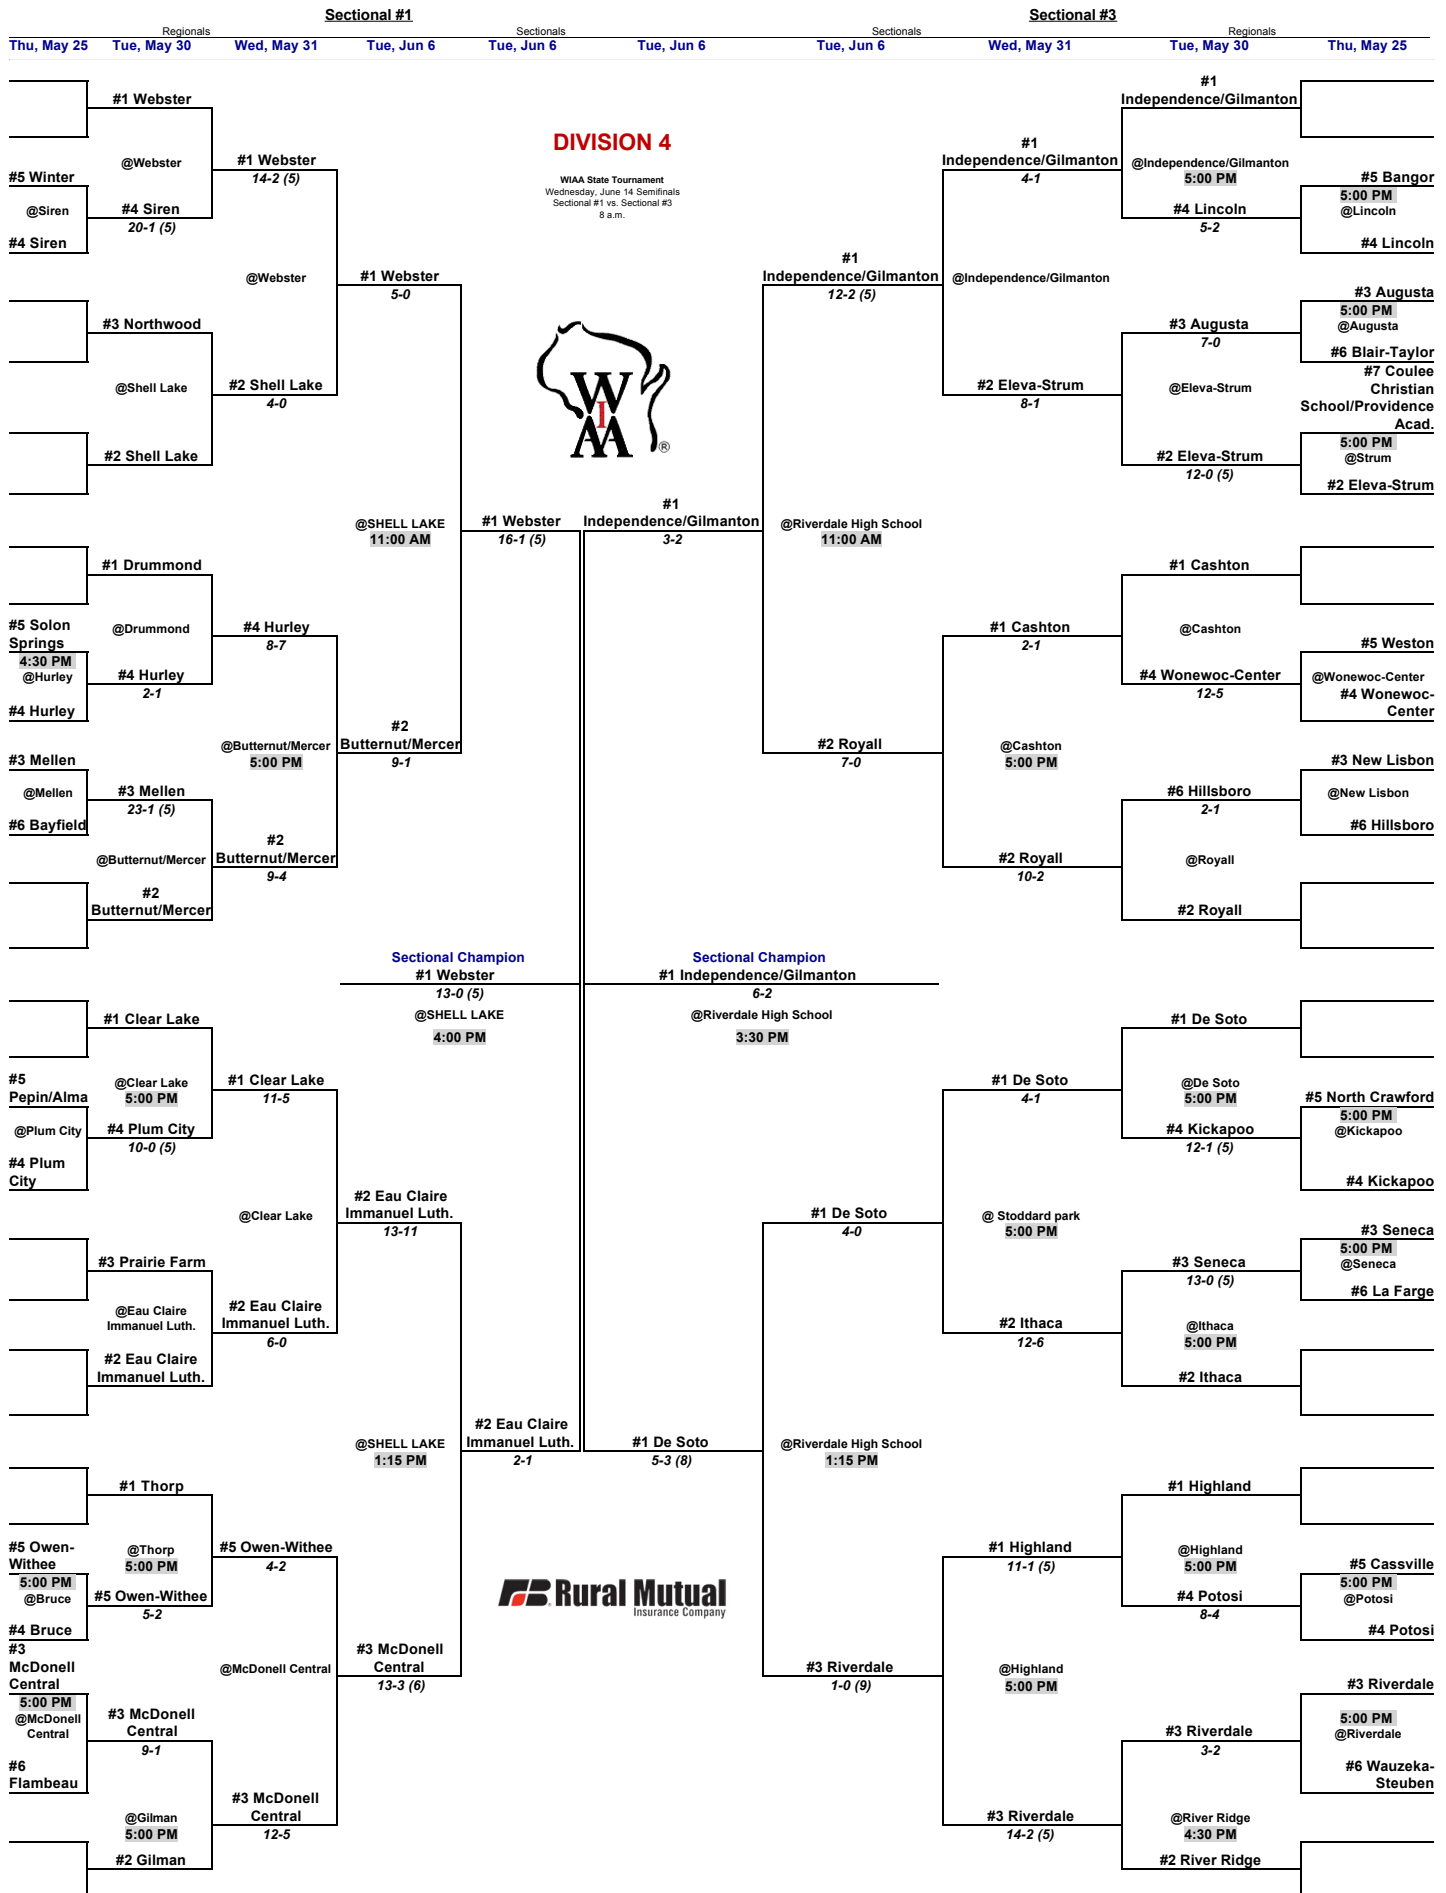 Sectional #1
Sectional #3
Regionals
Sectionals
Sectionals
Regionals
Thu, May 25
Tue, May 30
Wed, May 31
Tue, Jun 6
Tue, Jun 6
Tue, Jun 6
Tue, Jun 6
Wed, May 31
Tue, May 30
Thu, May 25
DIVISION 4
WIAA State Tournament
Wednesday, June 14 Semifinals
Sectional #1 vs. Sectional #3
8 a.m.
#1 Webster
@Webster
#5 Winter
@Siren
#4 Siren
#4 Siren
20-1 (5)
#1 Webster
14-2 (5)
@Webster
#1 Webster
5-0
#3 Northwood
@Shell Lake
#2 Shell Lake
4-0
#2 Shell Lake
@SHELL LAKE
11:00 AM
#1 Webster
16-1 (5)
#1 Drummond
@Drummond
#5 Solon
Springs
4:30 PM
@Hurley
#4 Hurley
#4 Hurley
2-1
#4 Hurley
8-7
@Butternut/Mercer
5:00 PM
#2
Butternut/Mercer
9-1
#3 Mellen
@Mellen
#6 Bayfield
#3 Mellen
23-1 (5)
@Butternut/Mercer
#2
Butternut/Mercer
9-4
#2
Butternut/Mercer
Sectional Champion
#1 Webster
13-0 (5)
@SHELL LAKE
4:00 PM
#1 Clear Lake
@Clear Lake
5:00 PM
#5
Pepin/Alma
@Plum City
#4 Plum
City
#4 Plum City
10-0 (5)
#1 Clear Lake
11-5
@Clear Lake
#2 Eau Claire
Immanuel Luth.
13-11
#3 Prairie Farm
@Eau Claire
Immanuel Luth.
#2 Eau Claire
Immanuel Luth.
6-0
#2 Eau Claire
Immanuel Luth.
@SHELL LAKE
1:15 PM
#2 Eau Claire
Immanuel Luth.
2-1
#1 Thorp
@Thorp
5:00 PM
#5 Owen-
Withee
5:00 PM
@Bruce
#4 Bruce
#5 Owen-Withee
5-2
#5 Owen-Withee
4-2
@McDonell Central
#3 McDonell
Central
13-3 (6)
#3
McDonell
Central
5:00 PM
@McDonell
Central
#6
Flambeau
#3 McDonell
Central
9-1
@Gilman
5:00 PM
#3 McDonell
Central
12-5
#2 Gilman
WIAA
®
Rural Mutual
Insurance Company
#1
Independence/Gilmanton
@Independence/Gilmanton
5:00 PM
#5 Bangor
5:00 PM
@Lincoln
#4 Lincoln
#4 Lincoln
5-2
#1
Independence/Gilmanton
4-1
@Independence/Gilmanton
#1
Independence/Gilmanton
12-2 (5)
#3 Augusta
5:00 PM
@Augusta
#6 Blair-Taylor
#3 Augusta
7-0
@Eleva-Strum
#2 Eleva-Strum
8-1
#7 Coulee
Christian
School/Providence
Acad.
5:00 PM
@Strum
#2 Eleva-Strum
#2 Eleva-Strum
12-0 (5)
#1
Independence/Gilmanton
3-2
@Riverdale High School
11:00 AM
#1 Cashton
@Cashton
#5 Weston
@Wonewoc-Center
#4 Wonewoc-
Center
#4 Wonewoc-Center
12-5
#1 Cashton
2-1
@Cashton
5:00 PM
#2 Royall
7-0
#3 New Lisbon
@New Lisbon
#6 Hillsboro
#6 Hillsboro
2-1
@Royall
#2 Royall
10-2
#2 Royall
Sectional Champion
#1 Independence/Gilmanton
6-2
@Riverdale High School
3:30 PM
#1 De Soto
@De Soto
5:00 PM
#5 North Crawford
5:00 PM
@Kickapoo
#4 Kickapoo
#4 Kickapoo
12-1 (5)
#1 De Soto
4-1
@ Stoddard park
5:00 PM
#1 De Soto
4-0
#3 Seneca
5:00 PM
@Seneca
#6 La Farge
#3 Seneca
13-0 (5)
@Ithaca
5:00 PM
#2 Ithaca
12-6
#2 Ithaca
#1 De Soto
5-3 (8)
@Riverdale High School
1:15 PM
#1 Highland
@Highland
5:00 PM
#5 Cassville
5:00 PM
@Potosi
#4 Potosi
#4 Potosi
8-4
#1 Highland
11-1 (5)
@Highland
5:00 PM
#3 Riverdale
1-0 (9)
#3 Riverdale
5:00 PM
@Riverdale
#6 Wauzeka-
Steuben
#3 Riverdale
3-2
@River Ridge
4:30 PM
#3 Riverdale
14-2 (5)
#2 River Ridge